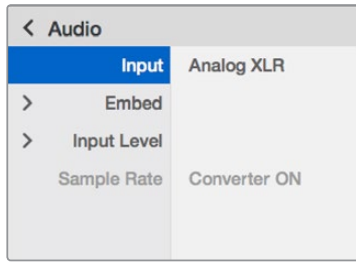 Audio
Input Analog XLR
Embed
Input Level
Sample Rate Converter ON